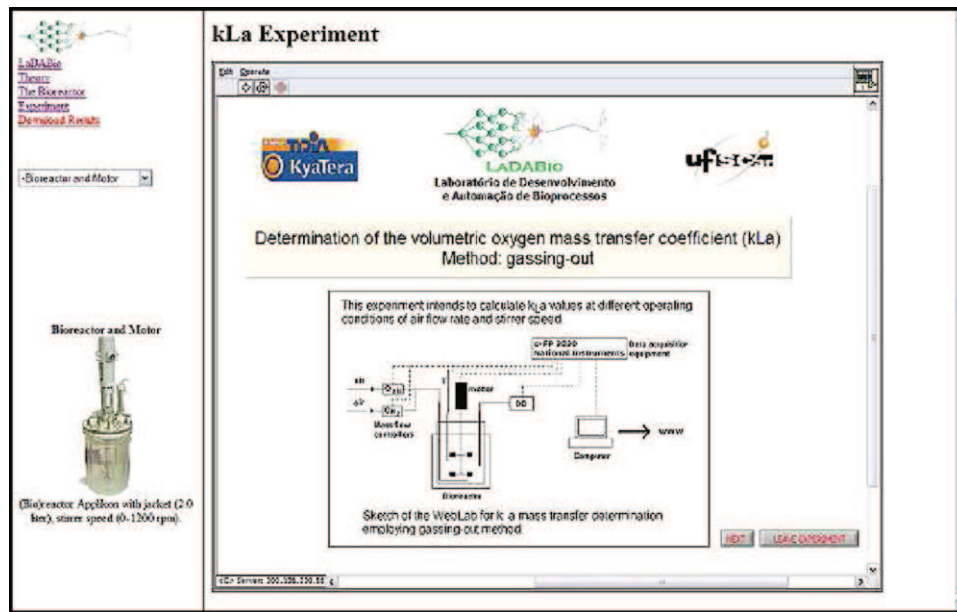 LaDABio
Theory
The Bioreactor
Experiment
Download Results
-Bioreactor and Motor
Bioreactor and Motor
(Bio)reactor Applikon with jacket (2.0
liter), stirrer speed (0-1200 rpm).
kLa Experiment
Edit Operate
TIDIA
KyaTera
LADABIO
Laboratório de Desenvolvimento
e Automação de Bioprocessos
ufscar
Determination of the volumetric oxygen mass transfer coefficient (kLa)
Method: gassing-out
This experiment intends to calculate kLa values at different operating
conditions of air flow rate and stirrer speed.
c-FP 2020
National Instruments
Data acquisition
equipment
air
air
motor
DO
Mass flow
controllers
Computer
www
Bioreactor
Sketch of the WebLab for kLa mass transfer determination
employing gassing-out method
NEXT
LEAVE EXPERIMENT